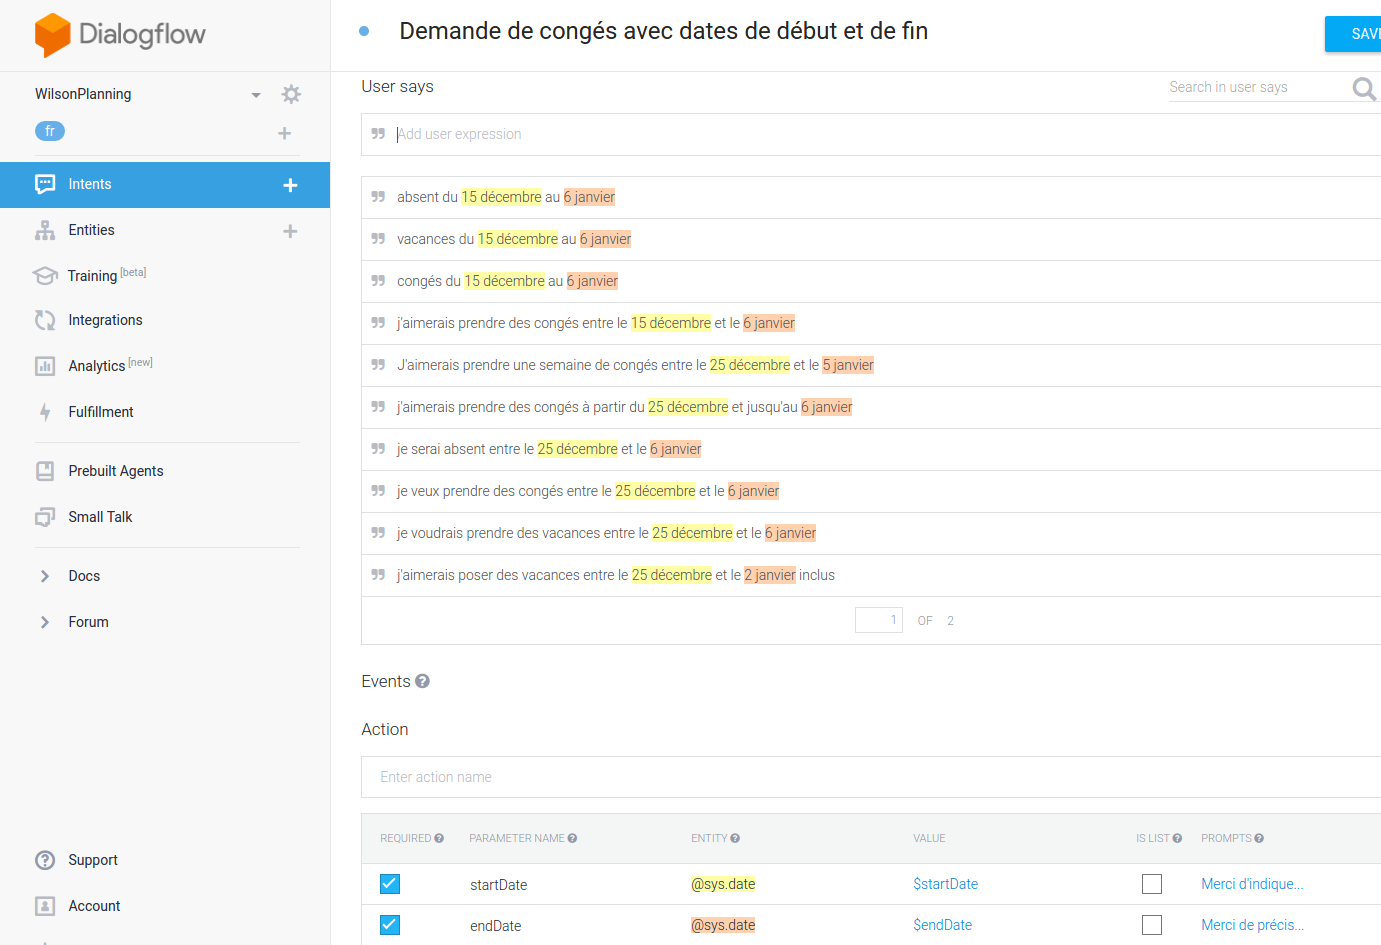 Dialogflow
WilsonPlanning
fr
Intents
Entities
Training [beta]
Integrations
Analytics [new]
Fulfillment
Prebuilt Agents
Small Talk
Docs
Forum
Support
Account
Demande de congés avec dates de début et de fin
User says
Search in user says
Add user expression
absent du 15 décembre au 6 janvier
vacances du 15 décembre au 6 janvier
congés du 15 décembre au 6 janvier
j'aimerais prendre des congés entre le 15 décembre et le 6 janvier
J'aimerais prendre une semaine de congés entre le 25 décembre et le 5 janvier
j'aimerais prendre des congés à partir du 25 décembre et jusqu'au 6 janvier
je serai absent entre le 25 décembre et le 6 janvier
je veux prendre des congés entre le 25 décembre et le 6 janvier
je voudrais prendre des vacances entre le 25 décembre et le 6 janvier
j'aimerais poser des vacances entre le 25 décembre et le 2 janvier inclus
1 OF 2
Events
Action
Enter action name
REQUIRED PARAMETER NAME ENTITY VALUE IS LIST PROMPTS
startDate @sys.date $startDate Merci d'indique...
endDate @sys.date $endDate Merci de précis...